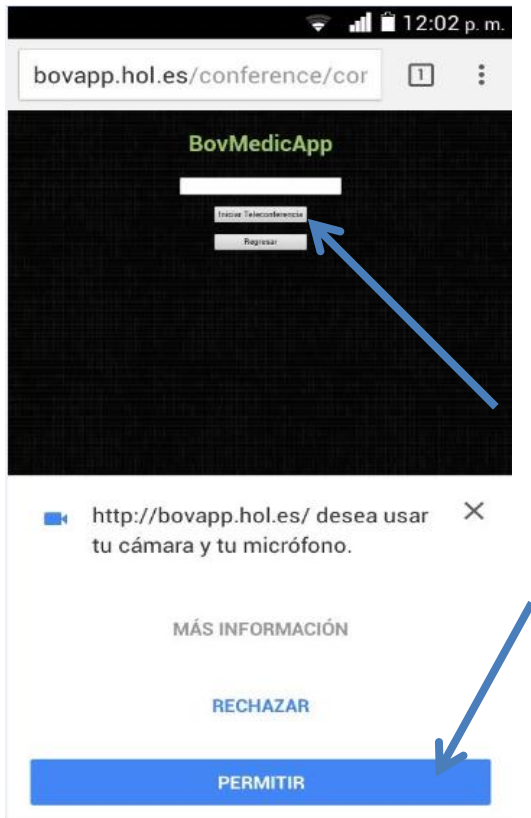 12:02 p. m.
bovapp.hol.es/conference/cor
1
BovMedicApp
Iniciar Teleconferencia
Regresar
http://bovapp.hol.es/ desea usar
tu cámara y tu micrófono.
MÁS INFORMACIÓN
RECHAZAR
PERMITIR